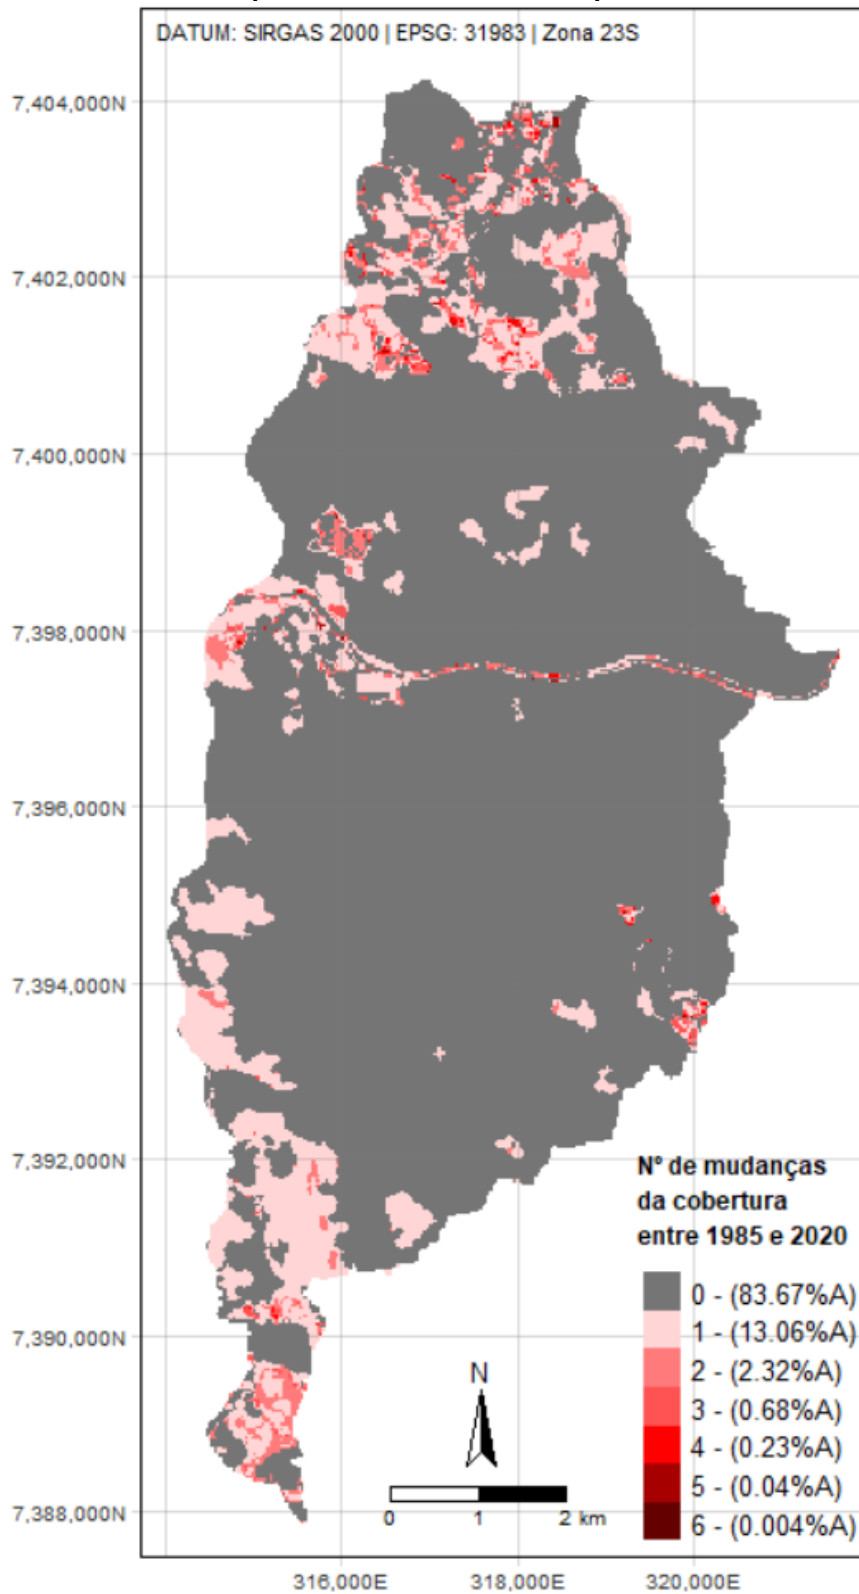 DATUM: SIRGAS 2000 | EPSG: 31983 | Zona 23S
7,404,000N
7,402,000N
7,400,000N
7,398,000N
7,396,000N
7,394,000N
7,392,000N
7,390,000N
7,388,000N
Nº de mudanças
da cobertura
entre 1985 e 2020
0 - (83.67%A)
1 - (13.06%A)
2 - (2.32%A)
3 - (0.68%A)
4 - (0.23%A)
5 - (0.04%A)
6 - (0.004%A)
N
0 1 2 km
316,000E 318,000E 320,000E